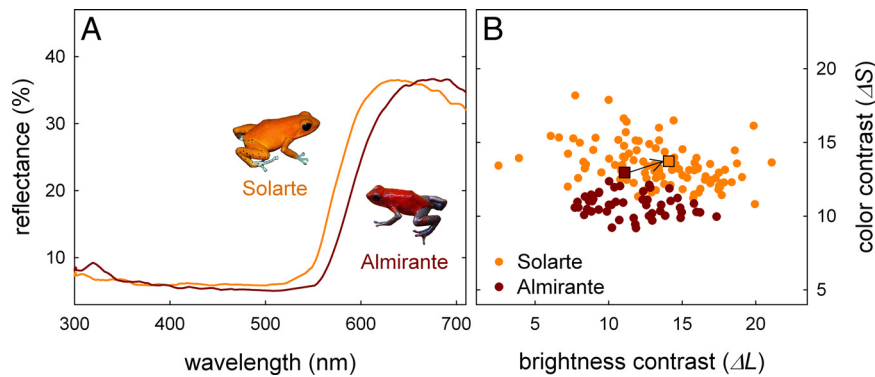 A
reflectance (%)
40
30
20
10
300
400
500
600
700
wavelength (nm)
Solarte
Almirante
B
color contrast (ΔS)
20
15
10
5
5
10
15
20
brightness contrast (ΔL)
Solarte
Almirante